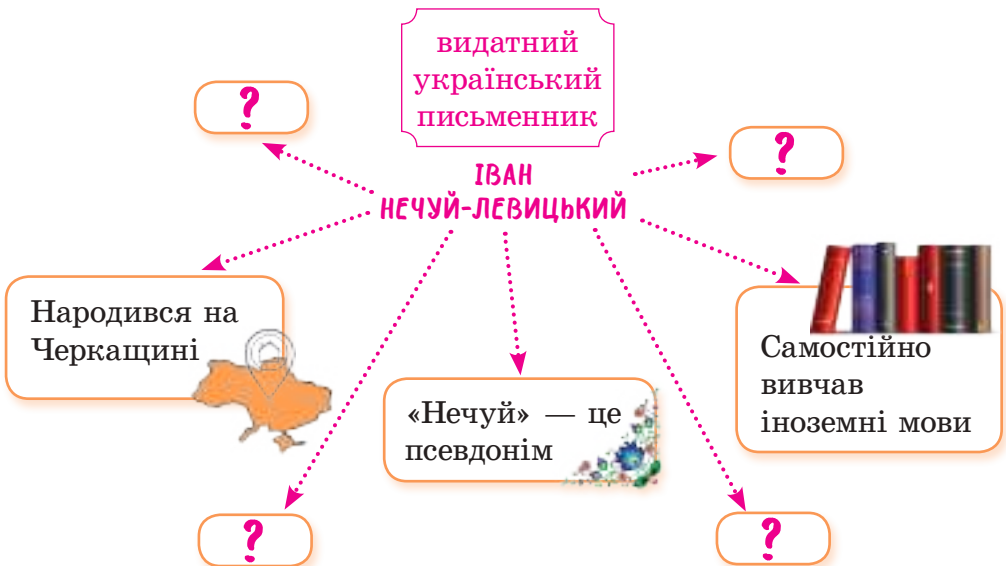 видатний
український
письменник
?
?
ІВАН
НЕЧУЙ-ЛЕВИЦЬКИЙ
Народився на
Черкащині
«Нечуй» — це
псевдонім
Самостійно
вивчав
іноземні мови
?
?